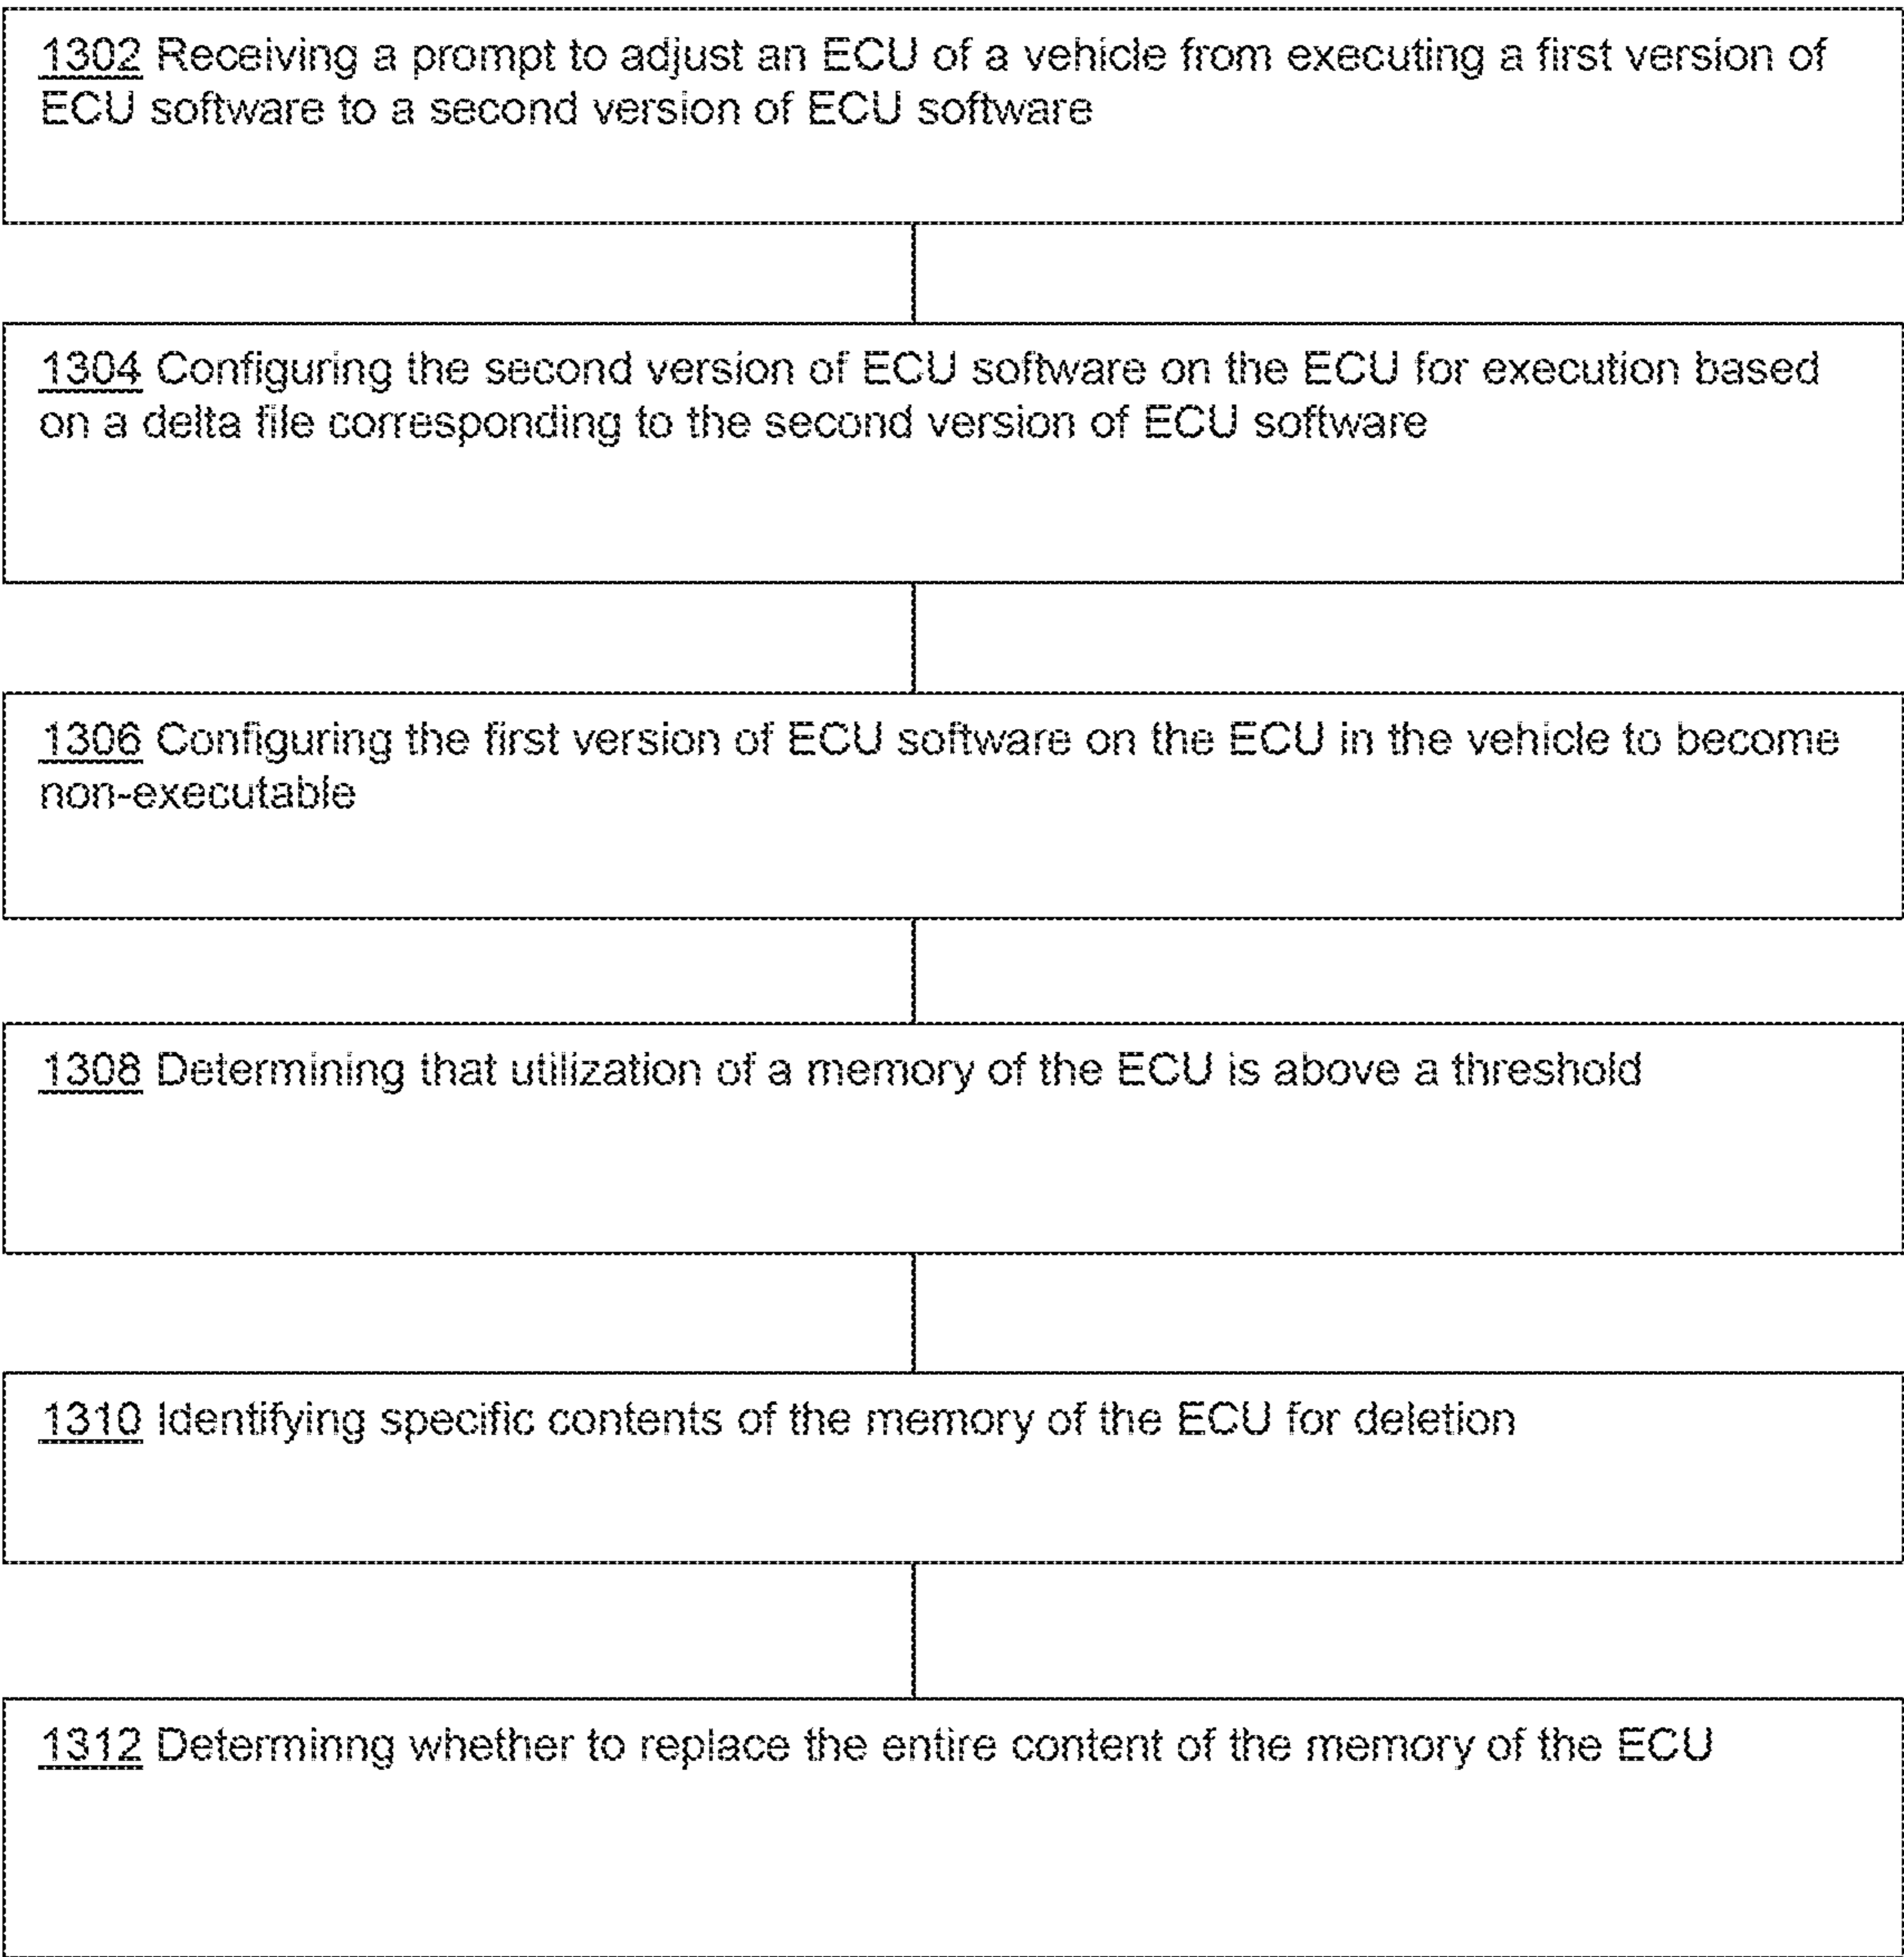 1302 Receiving a prompt to adjust an ECU of a vehicle from executing a first version of
ECU software to a second version of ECU software
1304 Configuring the second version of ECU software on the ECU for execution based
on a delta file corresponding to the second version of ECU software
1306 Configuring the first version of ECU software on the ECU in the vehicle to become
non-executable
1308 Determining that utilization of a memory of the ECU is above a threshold
1310 Identifying specific contents of the memory of the ECU for deletion
1312 Determinng whether to replace the entire content of the memory of the ECU